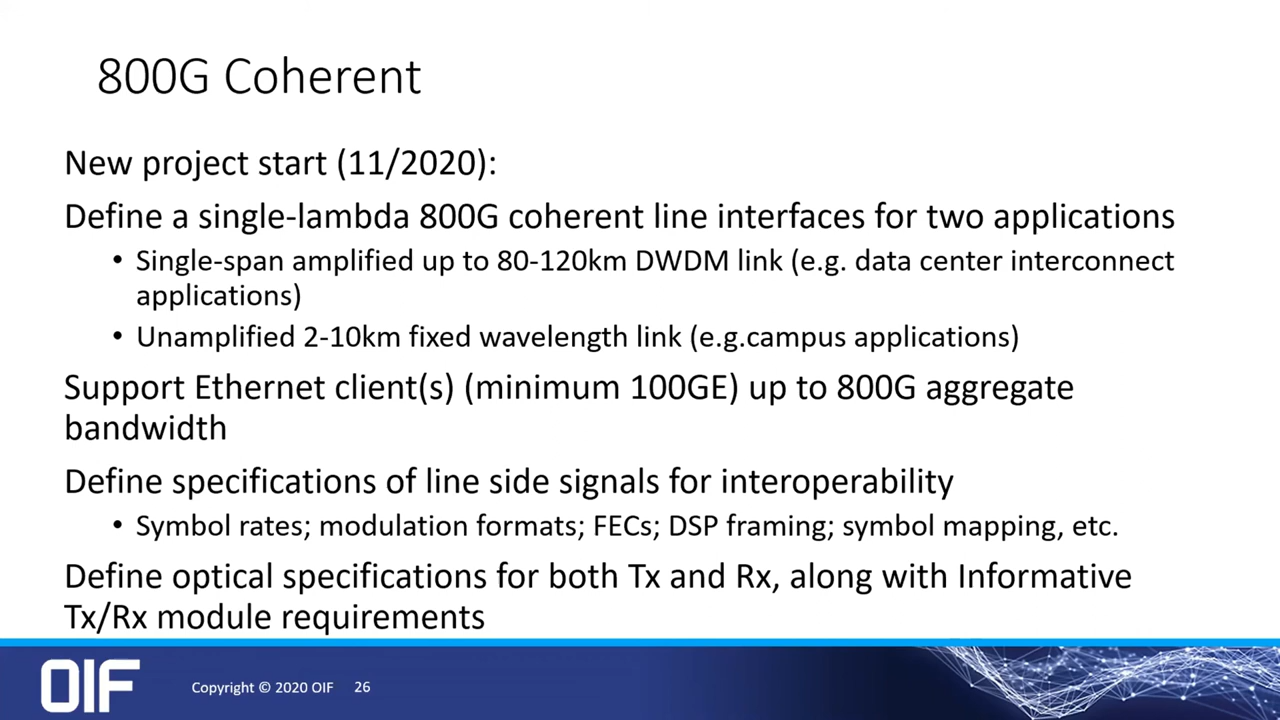 800G Coherent
New project start (11/2020):
Define a single-lambda 800G coherent line interfaces for two applications
• Single-span amplified up to 80-120km DWDM link (e.g. data center interconnect
applications)
• Unamplified 2-10km fixed wavelength link (e.g.campus applications)
Support Ethernet client(s) (minimum 100GE) up to 800G aggregate
bandwidth
Define specifications of line side signals for interoperability
• Symbol rates; modulation formats; FECs; DSP framing; symbol mapping, etc.
Define optical specifications for both Tx and Rx, along with Informative
Tx/Rx module requirements
OIF
Copyright © 2020 OIF 26